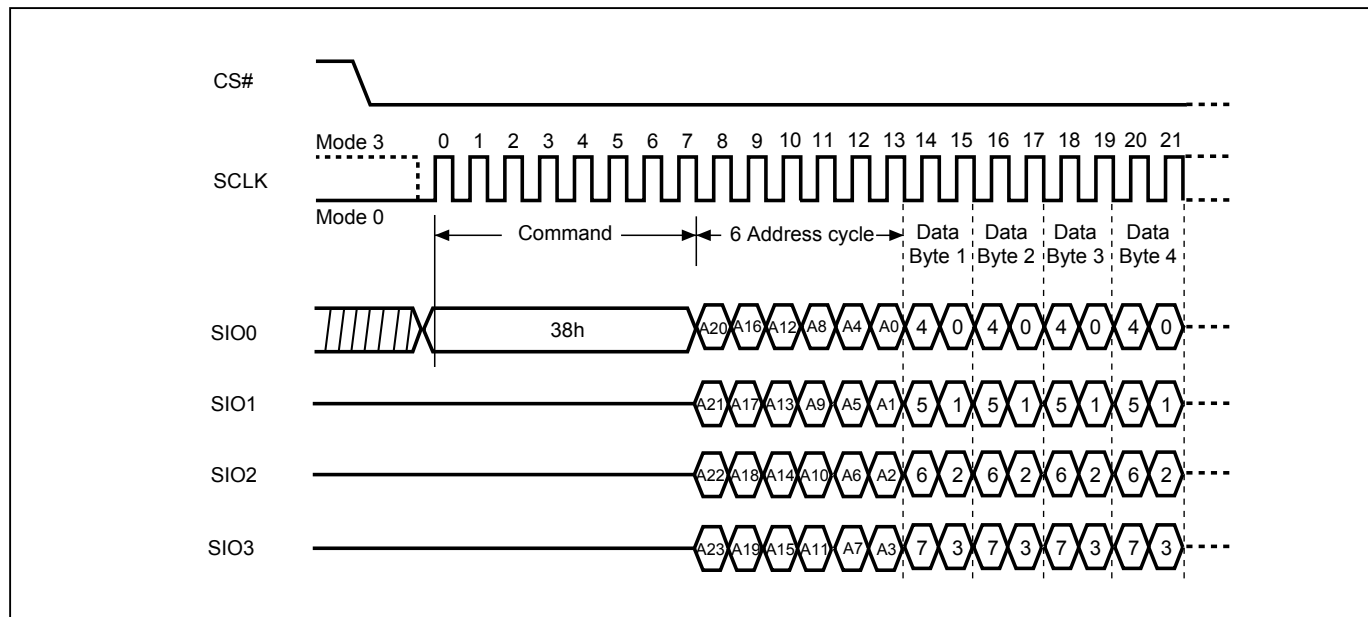 CS#
Mode 3
0 1 2 3 4 5 6 7 8 9 10 11 12 13 14 15 16 17 18 19 20 21
SCLK
Mode 0
Command
6 Address cycle
Data Byte 1
Data Byte 2
Data Byte 3
Data Byte 4
SIO0 38h A20 A16 A12 A8 A4 A0 4 0 4 0 4 0 4 0
SIO1 A21 A17 A13 A9 A5 A1 5 1 5 1 5 1 5 1
SIO2 A22 A18 A14 A10 A6 A2 6 2 6 2 6 2 6 2
SIO3 A23 A19 A15 A11 A7 A3 7 3 7 3 7 3 7 3